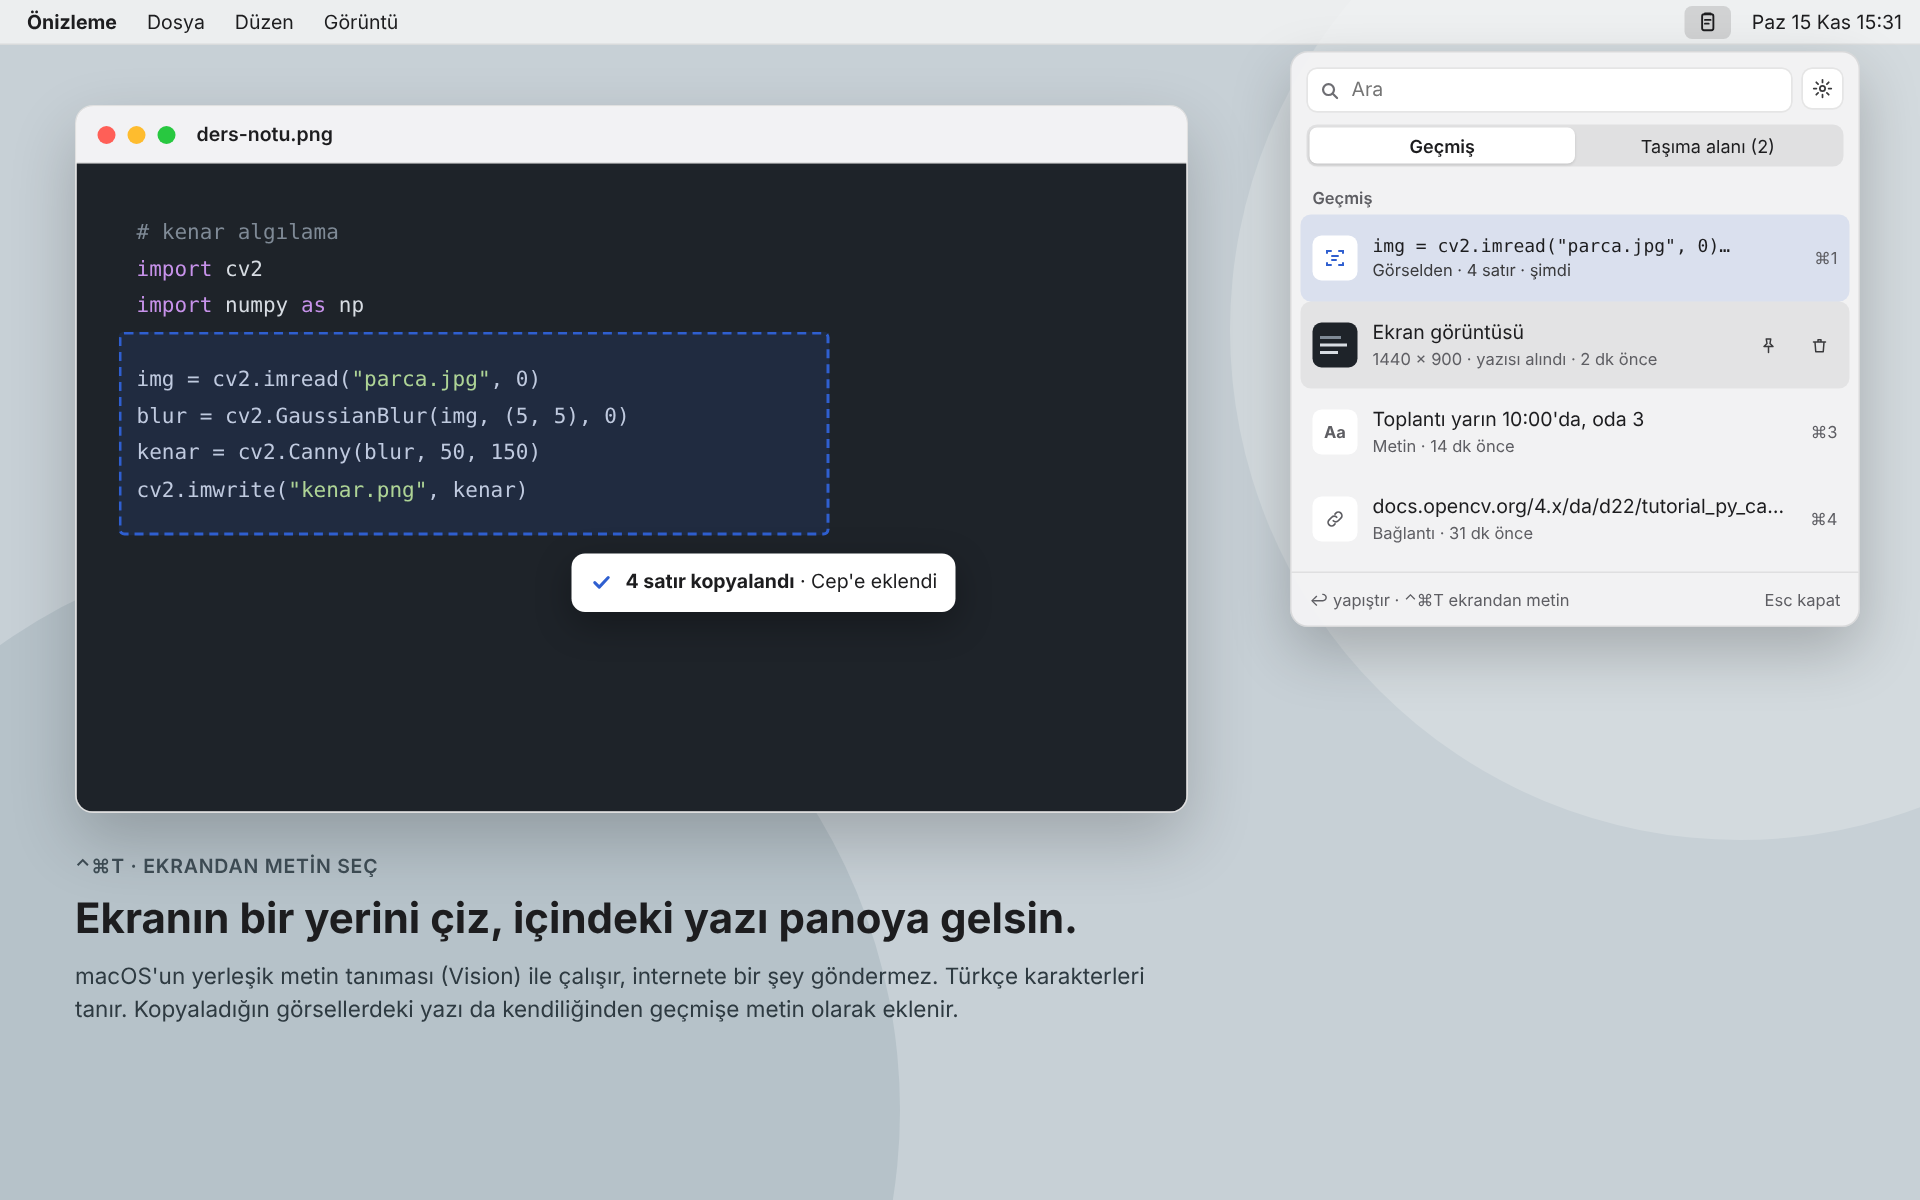 Önizleme Dosya Düzen Görüntü
Paz 15 Kas 15:31
ders-notu.png
# kenar algılama
import cv2
import numpy as np
img = cv2.imread("parca.jpg", 0)
blur = cv2.GaussianBlur(img, (5, 5), 0)
kenar = cv2.Canny(blur, 50, 150)
cv2.imwrite("kenar.png", kenar)
4 satır kopyalandı · Cep'e eklendi
^⌘T · EKRANDAN METİN SEÇ
Ekranın bir yerini çiz, içindeki yazı panoya gelsin.
macOS'un yerleşik metin tanıması (Vision) ile çalışır, internete bir şey göndermez. Türkçe karakterleri
tanır. Kopyaladığın görsellerdeki yazı da kendiliğinden geçmişe metin olarak eklenir.
Ara
Geçmiş
Taşıma alanı (2)
Geçmiş
img = cv2.imread("parca.jpg", 0)…
Görselden · 4 satır · şimdi
⌘1
Ekran görüntüsü
1440 × 900 · yazısı alındı · 2 dk önce
Aa
Toplantı yarın 10:00'da, oda 3
Metin · 14 dk önce
⌘3
docs.opencv.org/4.x/da/d22/tutorial_py_ca…
Bağlantı · 31 dk önce
⌘4
↩ yapıştır · ^⌘T ekrandan metin
Esc kapat